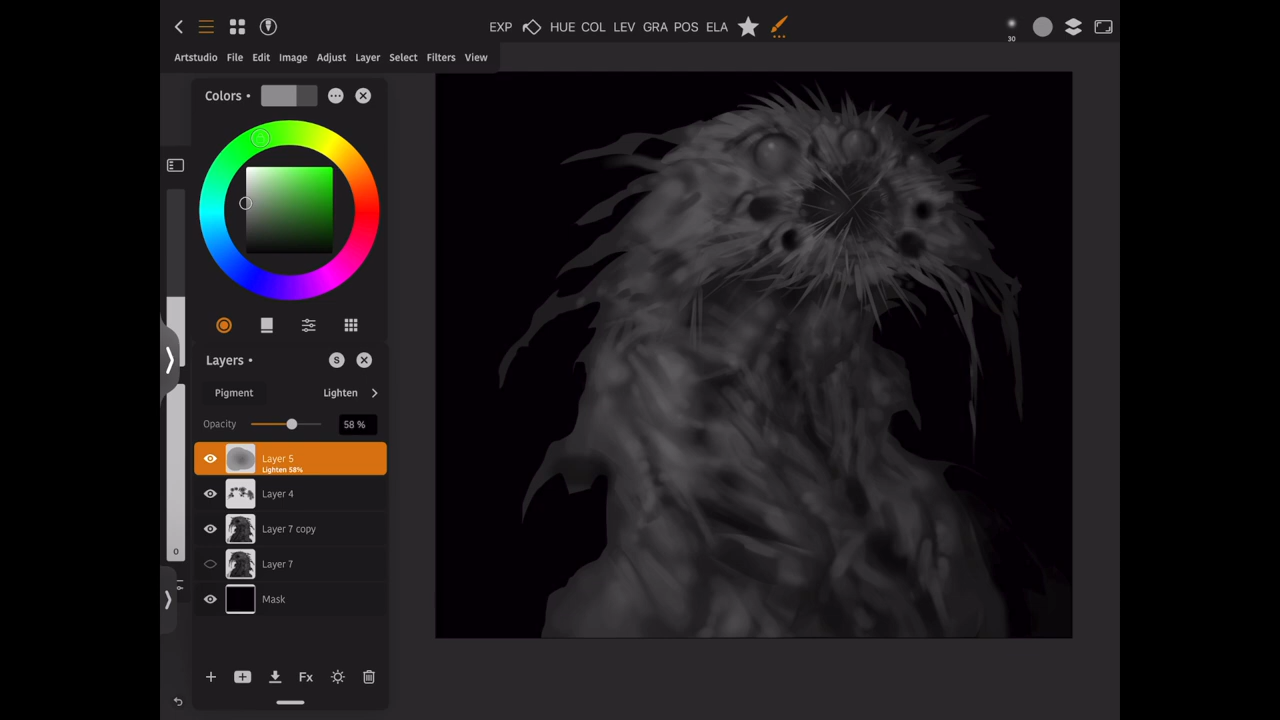 EXP HUE COL LEV GRA POS ELA
30
Artstudio File Edit Image Adjust Layer Select Filters View
Colors •
Layers • S
Pigment Lighten
Opacity 58 %
Layer 5
Lighten 58%
Layer 4
0
Layer 7 copy
Layer 7
Mask
Fx